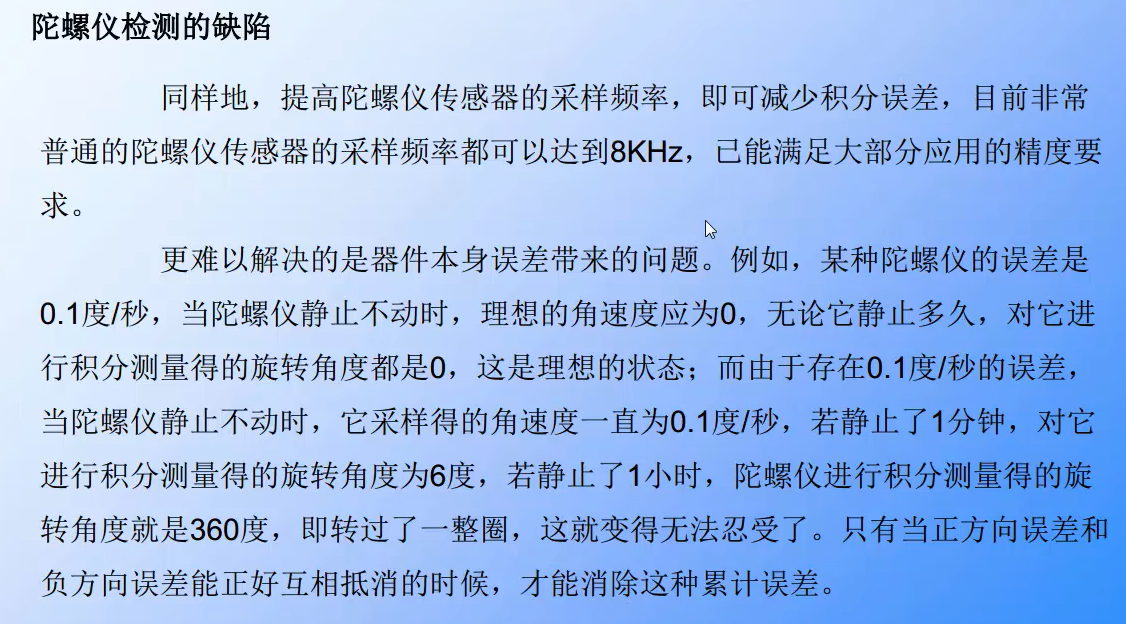 陀螺仪检测的缺陷
同样地，提高陀螺仪传感器的采样频率，即可减少积分误差，目前非常
普通的陀螺仪传感器的采样频率都可以达到8KHz，已能满足大部分应用的精度要
求。
更难以解决的是器件本身误差带来的问题。例如，某种陀螺仪的误差是
0.1度/秒，当陀螺仪静止不动时，理想的角速度应为0，无论它静止多久，对它进
行积分测量得的旋转角度都是0，这是理想的状态；而由于存在0.1度/秒的误差，
当陀螺仪静止不动时，它采样得的角速度一直为0.1度/秒，若静止了1分钟，对它
进行积分测量得的旋转角度为6度，若静止了1小时，陀螺仪进行积分测量得的旋
转角度就是360度，即转过了一整圈，这就变得无法忍受了。只有当正方向误差和
负方向误差能正好互相抵消的时候，才能消除这种累计误差。